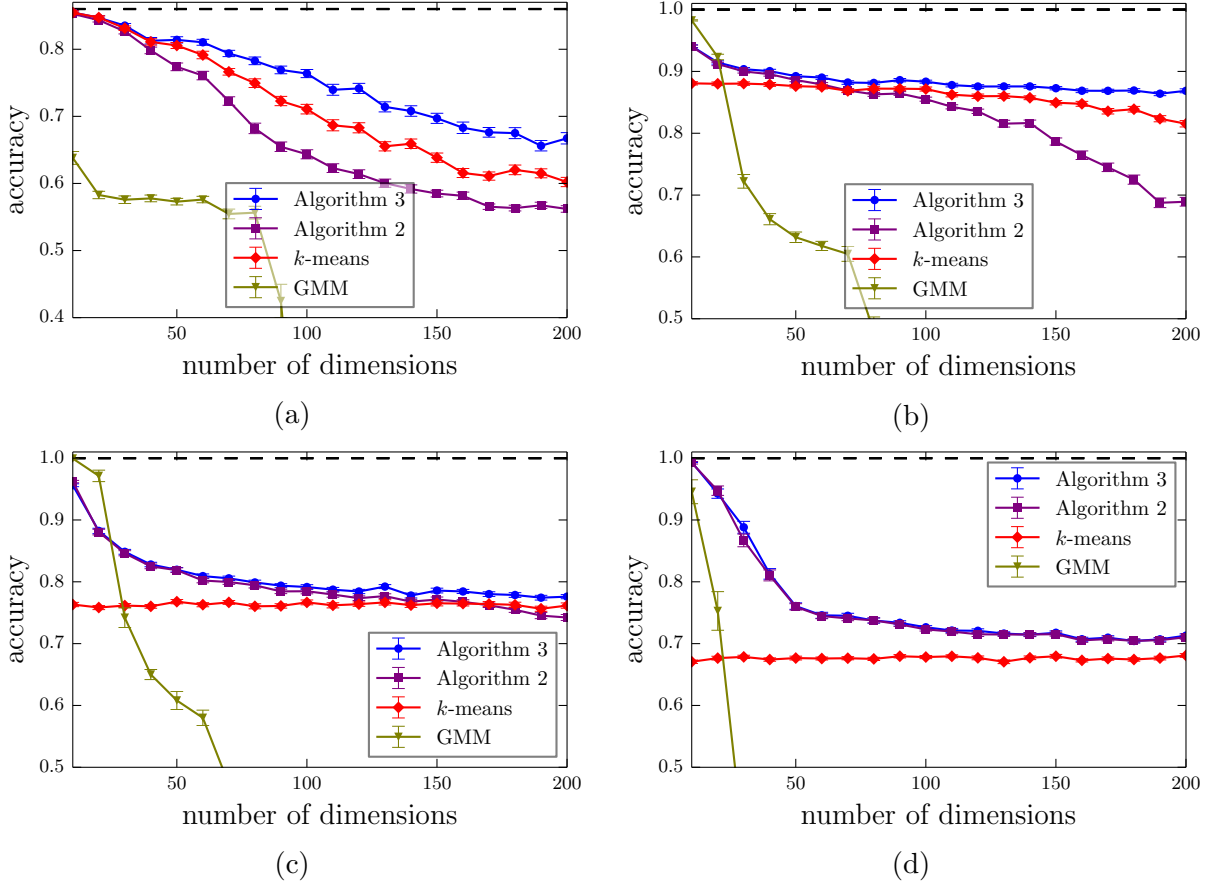 0.8
0.7
0.6
0.5
0.4
accuracy
Algorithm 3
Algorithm 2
k-means
GMM
50
100
150
200
number of dimensions
(a)
1.0
0.9
0.8
0.7
0.6
0.5
accuracy
Algorithm 3
Algorithm 2
k-means
GMM
50
100
150
200
number of dimensions
(b)
1.0
0.9
0.8
0.7
0.6
0.5
accuracy
Algorithm 3
Algorithm 2
k-means
GMM
50
100
150
200
number of dimensions
(c)
1.0
0.9
0.8
0.7
0.6
0.5
accuracy
Algorithm 3
Algorithm 2
k-means
GMM
50
100
150
200
number of dimensions
(d)